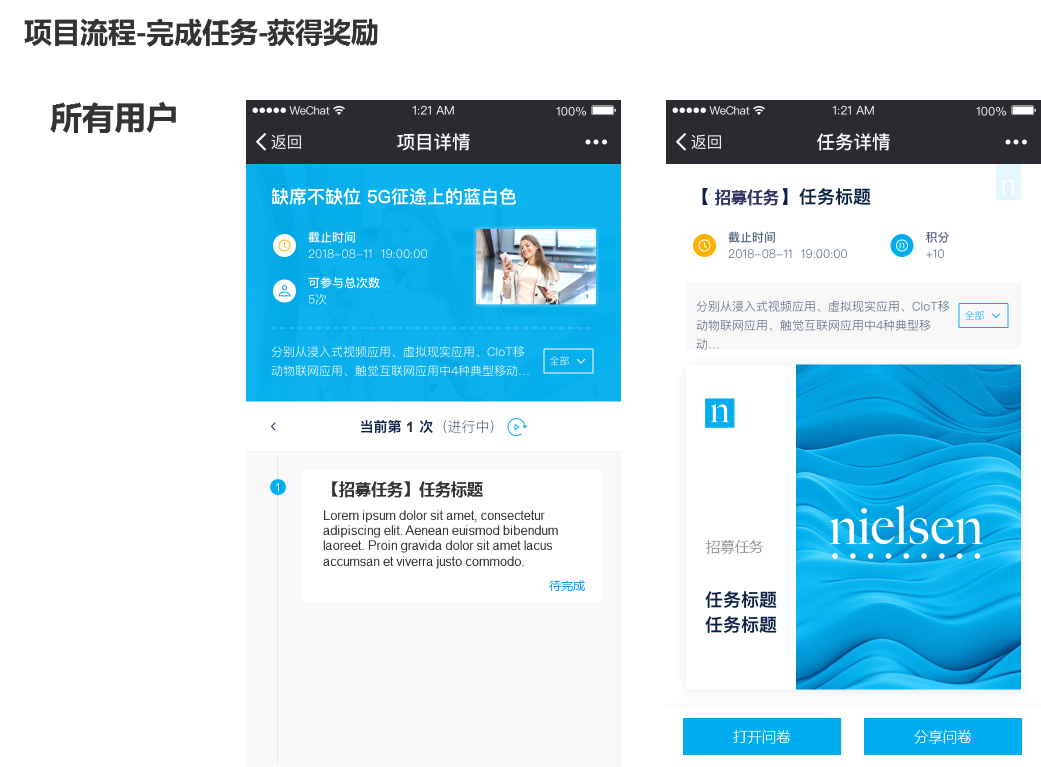 项目流程-完成任务-获得奖励
所有用户
WeChat 1:21 AM 100%
返回 项目详情
缺席不缺位 5G征途上的蓝白色
截止时间
2018-08-11 19:00:00
可参与总次数
5次
分别从浸入式视频应用、虚拟现实应用、CIoT移
动物联网应用、触觉互联网应用中4种典型移动...
全部
当前第 1 次（进行中）
1
【招募任务】任务标题
Lorem ipsum dolor sit amet, consectetur
adipiscing elit. Aenean euismod bibendum
laoreet. Proin gravida dolor sit amet lacus
accumsan et viverra justo commodo.
待完成
WeChat 1:21 AM 100%
返回 任务详情
n
【 招募任务】任务标题
截止时间
2018-08-11 19:00:00
积分
+10
分别从浸入式视频应用、虚拟现实应用、CIoT移
动物联网应用、触觉互联网应用中4种典型移
动...
全部
n
nielsen
招募任务
任务标题
任务标题
打开问卷
分享问卷